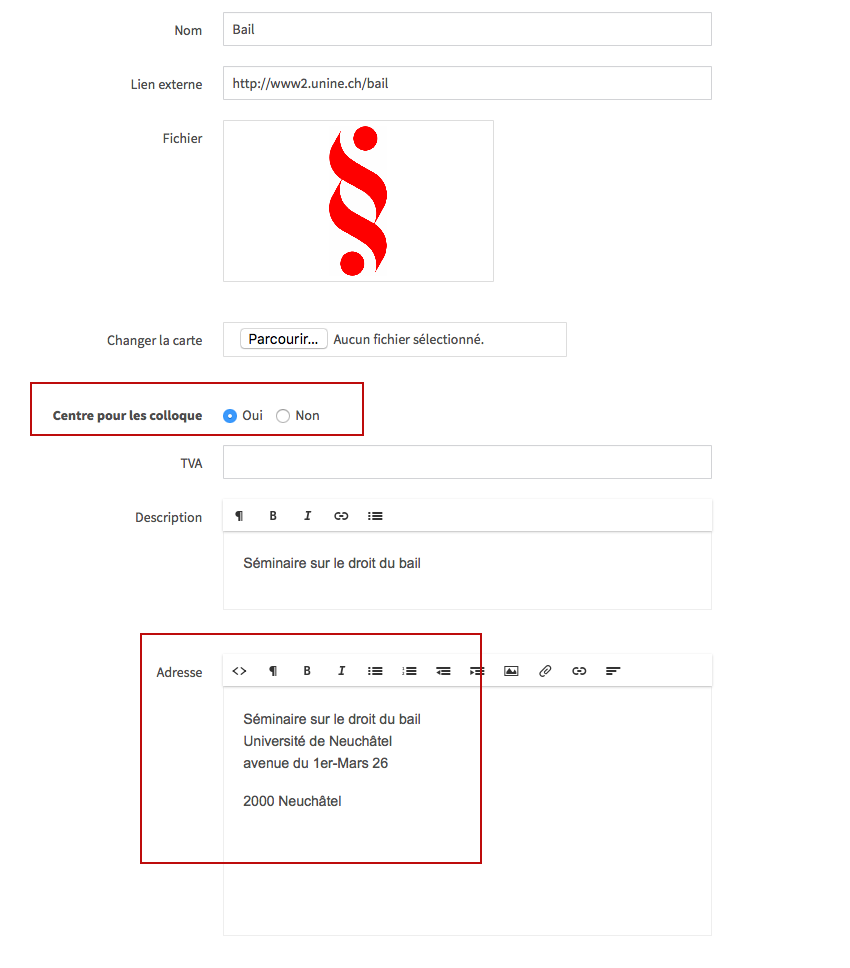 Nom Bail
Lien externe http://www2.unine.ch/bail
Fichier
Changer la carte Parcourir... Aucun fichier sélectionné.
Centre pour les colloque Oui Non
TVA
Description ¶ B I
Séminaire sur le droit du bail
Adresse <> ¶ B I
Séminaire sur le droit du bail
Université de Neuchâtel
avenue du 1er-Mars 26
2000 Neuchâtel